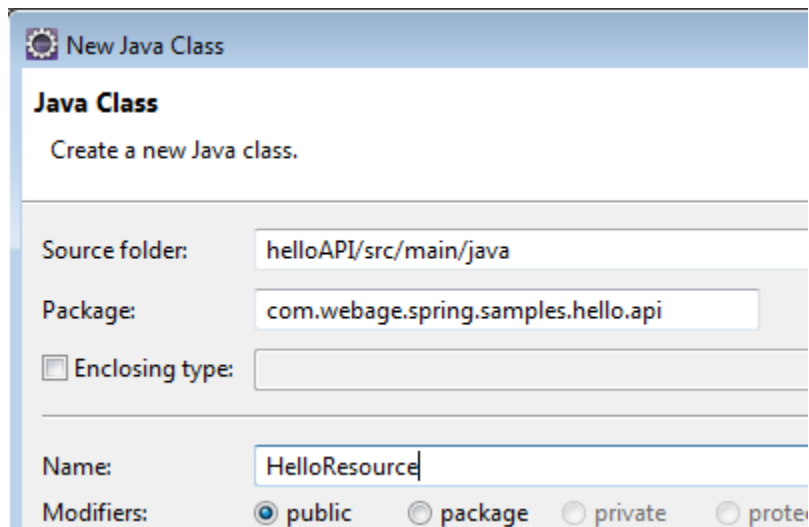 New Java Class
Java Class
Create a new Java class.
Source folder: helloAPI/src/main/java
Package: com.webage.spring.samples.hello.api
Enclosing type:
Name: HelloResource
Modifiers: public package private protec